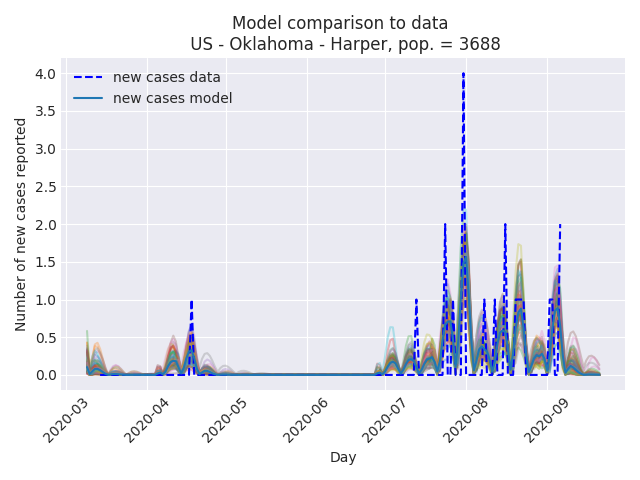 Model comparison to data
US - Oklahoma - Harper, pop. = 3688
new cases data
new cases model
Number of new cases reported
4.0
3.5
3.0
2.5
2.0
1.5
1.0
0.5
0.0
2020-03
2020-04
2020-05
2020-06
2020-07
2020-08
2020-09
Day